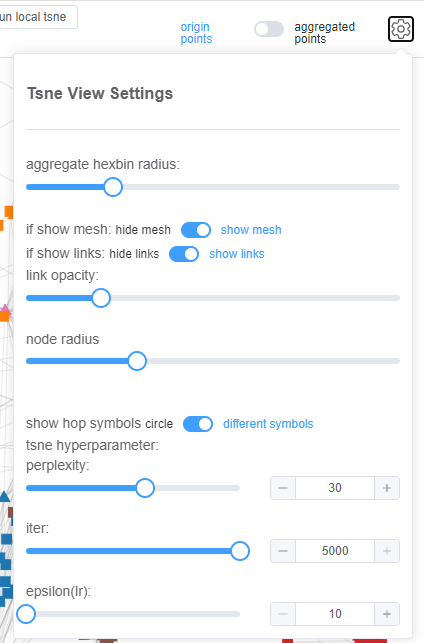 un local tsne
origin
points
aggregated
points
Tsne View Settings
aggregate hexbin radius:
if show mesh: hide mesh show mesh
if show links: hide links show links
link opacity:
node radius
show hop symbols circle different symbols
tsne hyperparameter:
perplexity:
30
iter:
5000
epsilon(lr):
10